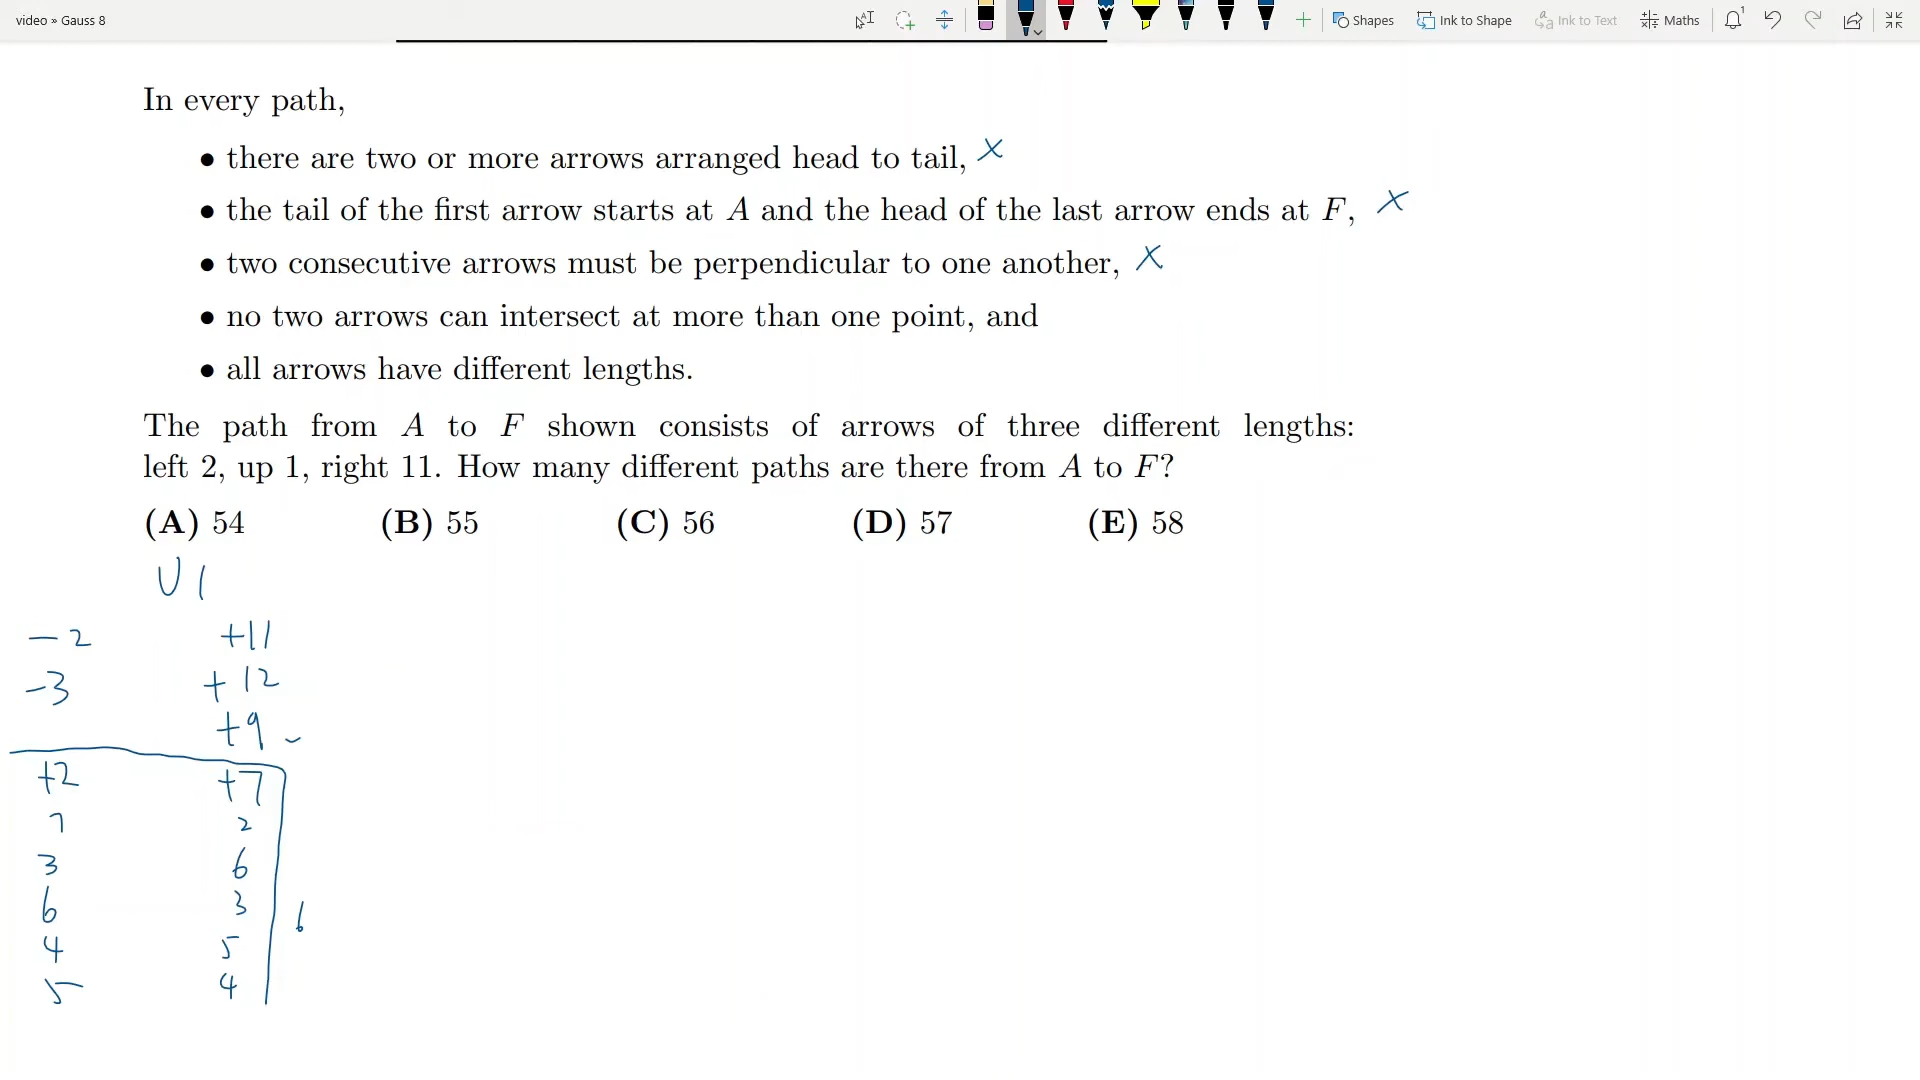 video » Gauss 8
Shapes Ink to Shape Ink to Text Maths
In every path,
• there are two or more arrows arranged head to tail, ×
• the tail of the first arrow starts at A and the head of the last arrow ends at F, ×
• two consecutive arrows must be perpendicular to one another, ×
• no two arrows can intersect at more than one point, and
• all arrows have different lengths.
The path from A to F shown consists of arrows of three different lengths:
left 2, up 1, right 11. How many different paths are there from A to F?
(A) 54 (B) 55 (C) 56 (D) 57 (E) 58
U 1
-2 +11
-3 +12
+9
+2 +7
7 2
3 6
6 3
4 5
5 4